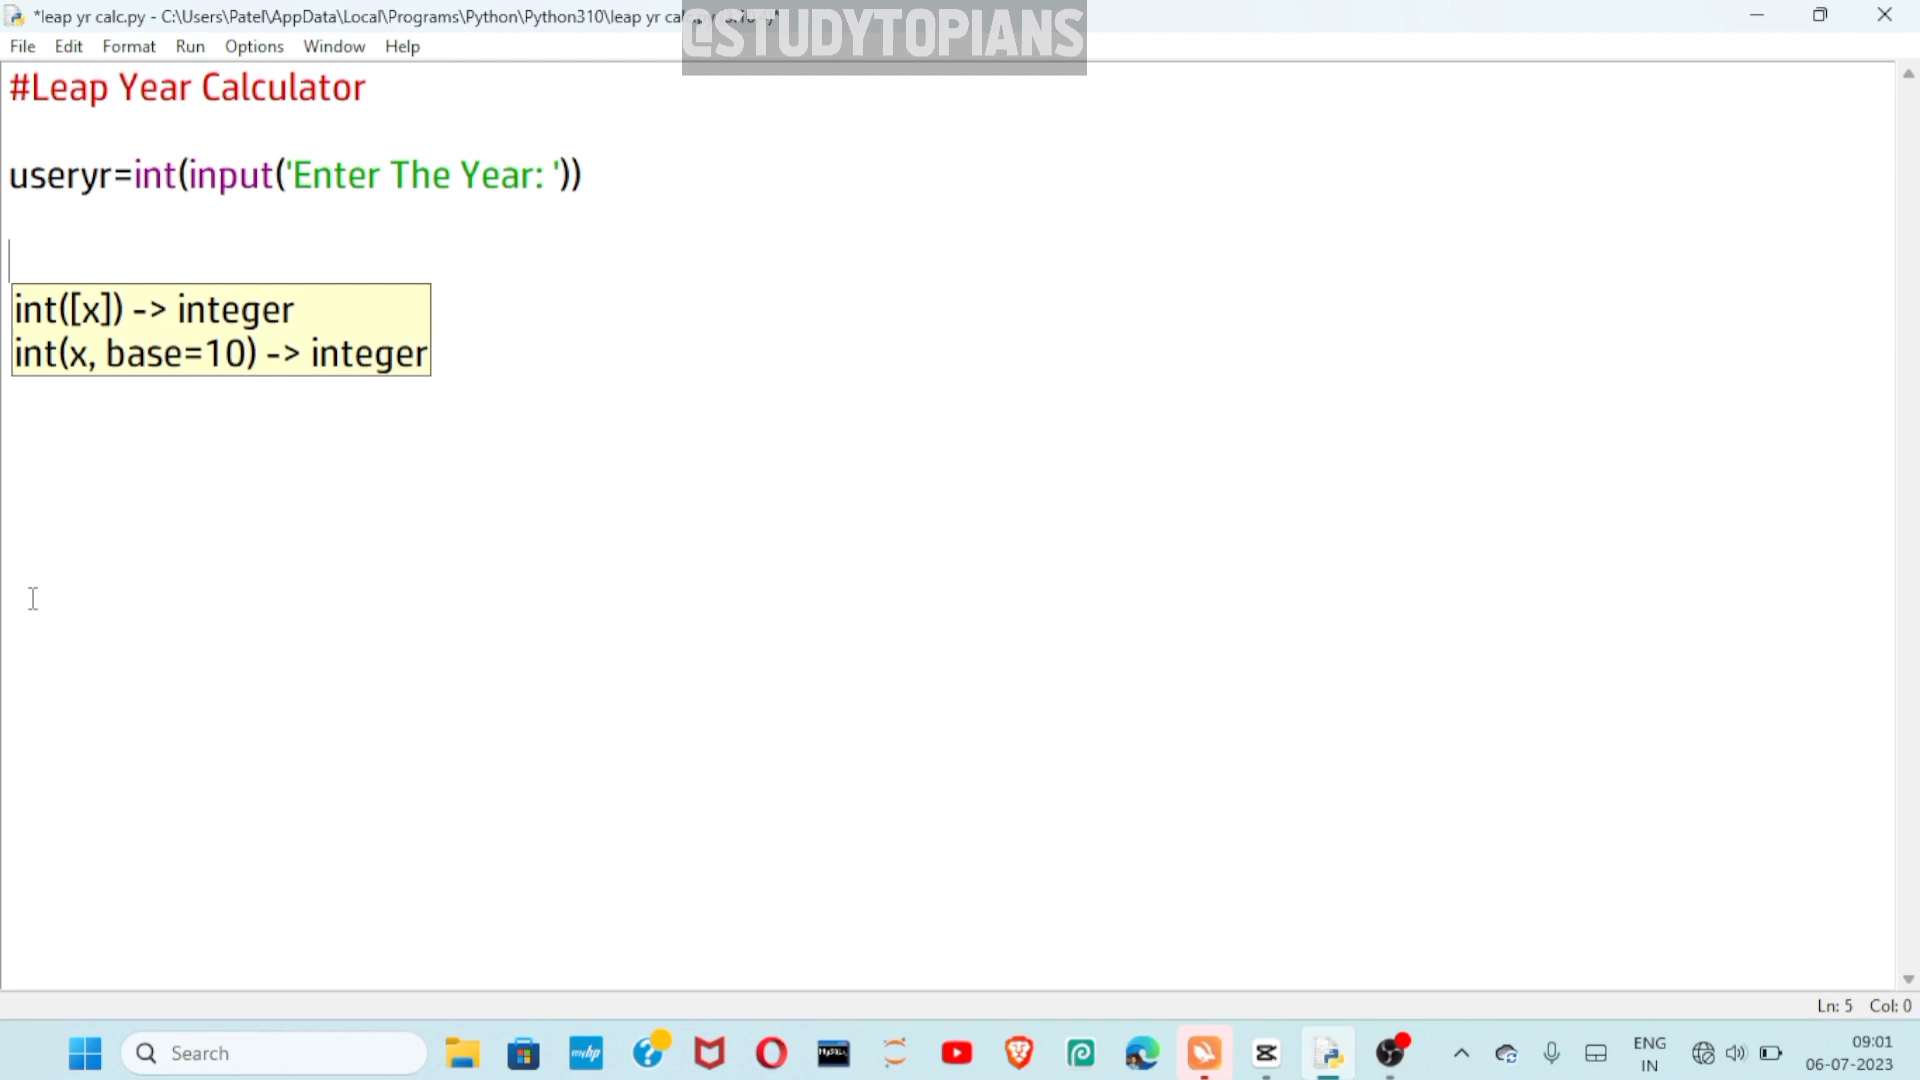 *leap yr calc.py - C:\Users\Patel\AppData\Local\Programs\Python\Python310\leap yr
@STUDYTOPIANS
File Edit Format Run Options Window Help
#Leap Year Calculator
useryr=int(input('Enter The Year: '))
int([x]) -> integer
int(x, base=10) -> integer
Ln: 5 Col: 0
Search
myhp
MySQL
ENG
IN
09:01
06-07-2023